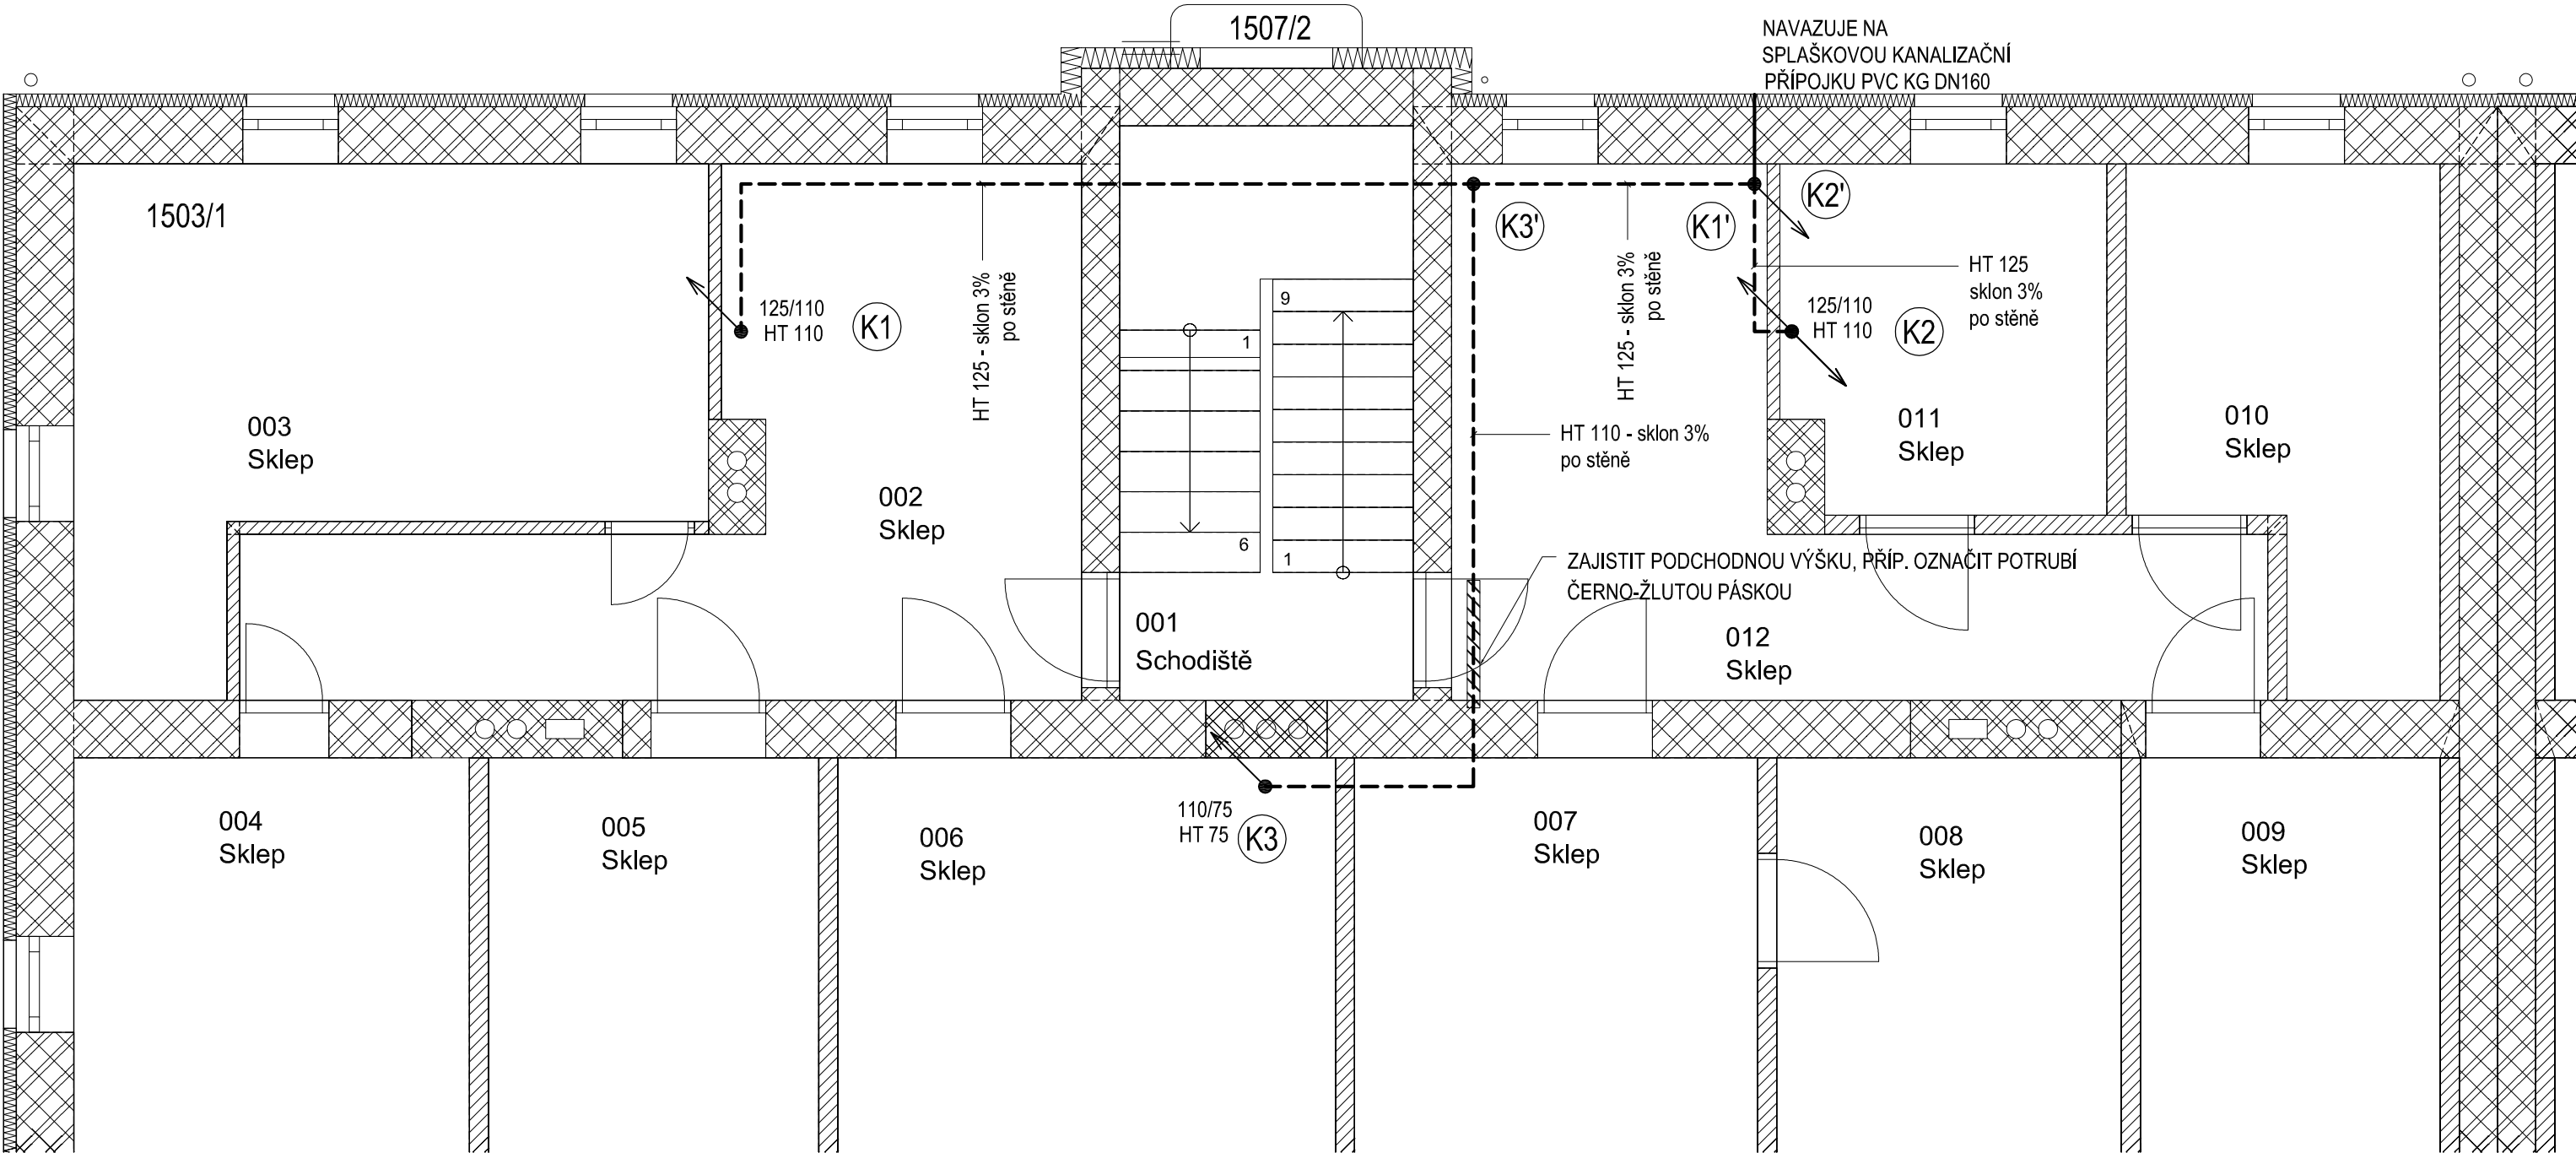 1507/2
NAVAZUJE NA
SPLAŠKOVOU KANALIZAČNÍ
PŘÍPOJKU PVC KG DN160
1503/1
K2'
K3'
K1'
HT 125 - sklon 3%
po stěně
HT 125 - sklon 3%
po stěně
HT 125
sklon 3%
po stěně
125/110
HT 110
K1
125/110
HT 110
K2
9
1
6
1
003
Sklep
002
Sklep
HT 110 - sklon 3%
po stěně
011
Sklep
010
Sklep
ZAJISTIT PODCHODNOU VÝŠKU, PŘÍP. OZNAČIT POTRUBÍ
ČERNO-ŽLUTOU PÁSKOU
001
Schodiště
012
Sklep
110/75
HT 75
K3
004
Sklep
005
Sklep
006
Sklep
007
Sklep
008
Sklep
009
Sklep